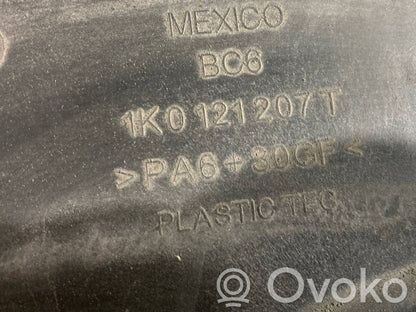 MEXICO
BC6
1K0 121 207 T
>PA6+30GF<
PLASTIC TEC
Ovoko